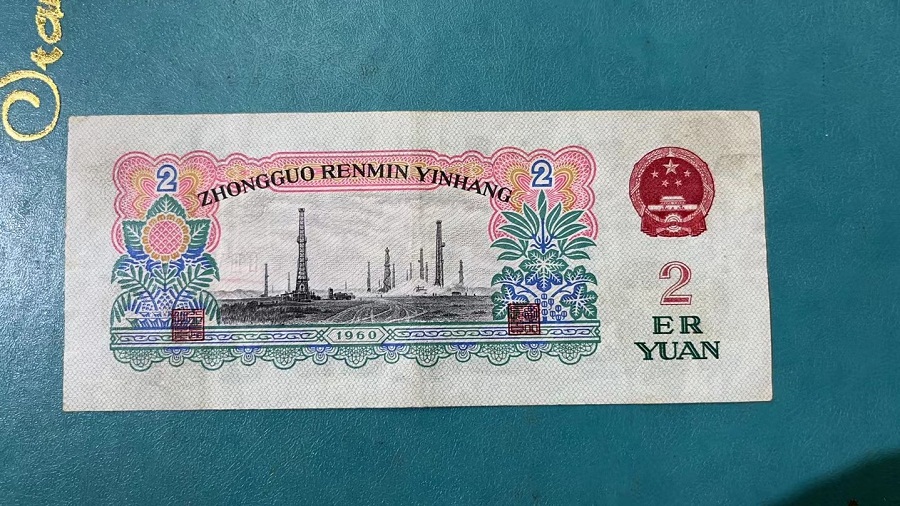 2
2
ZHONGGUO RENMIN YINHANG
1960
2
ER
YUAN